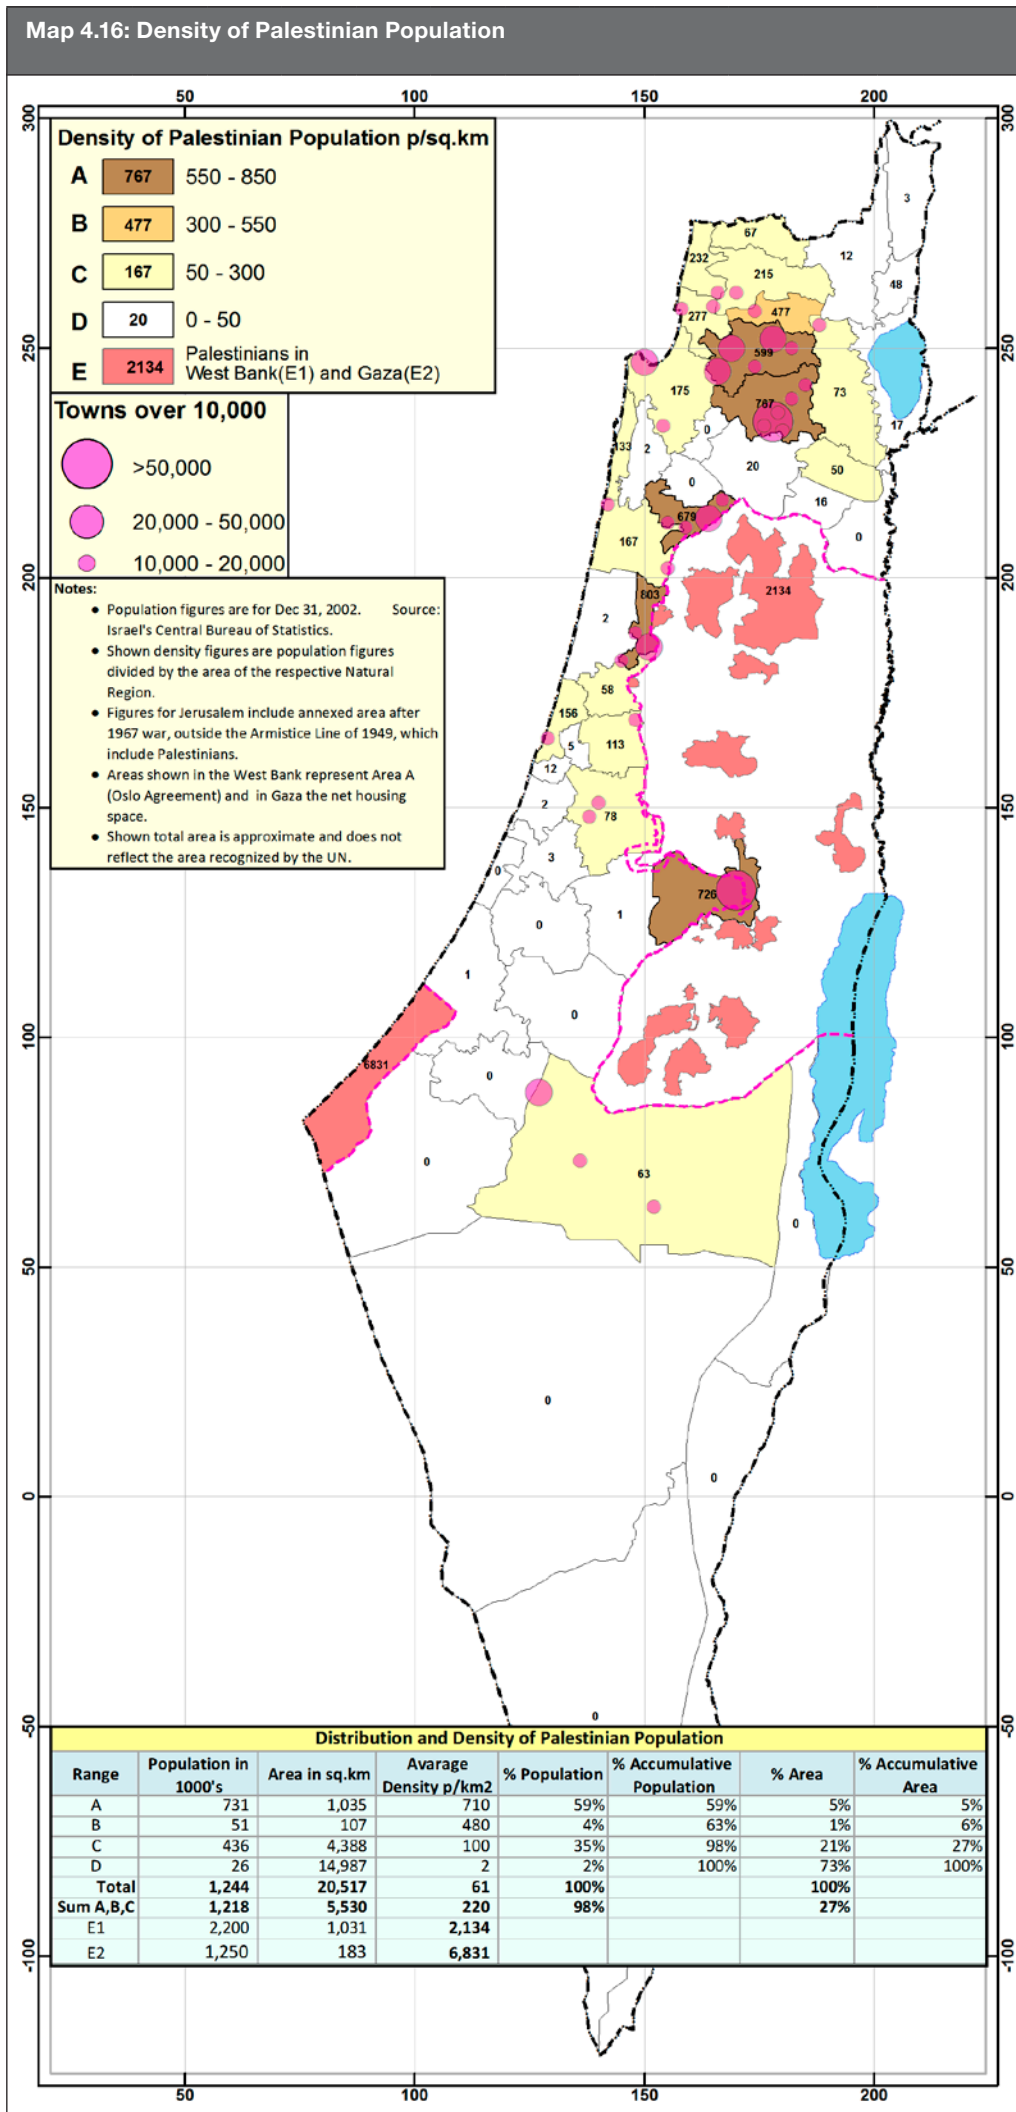 Map 4.16: Density of Palestinian Population
50 100 150 200
300 300
Density of Palestinian Population p/sq.km
A 767 550 - 850
B 477 300 - 550
C 167 50 - 300
D 20 0 - 50
E 2134 Palestinians in
West Bank(E1) and Gaza(E2)
Towns over 10,000
>50,000
20,000 - 50,000
10,000 - 20,000
Notes:
● Population figures are for Dec 31, 2002. Source:
Israel's Central Bureau of Statistics.
● Shown density figures are population figures
divided by the area of the respective Natural
Region.
● Figures for Jerusalem include annexed area after
1967 war, outside the Armistice Line of 1949, which
include Palestinians.
● Areas shown in the West Bank represent Area A
(Oslo Agreement) and in Gaza the net housing
space.
● Shown total area is approximate and does not
reflect the area recognized by the UN.
3
67
12
232
215
48
277
477
250 250
599
175
73
767
17
0
133
2
20
50
0
16
679
0
167
200 200
803
2134
2
58
156
113
5
12
150 150
2
78
3
0
726
1
0
1
0
100 100
6831
0
0
63
0
50 50
0
0
0 0
0
-50 -50
Distribution and Density of Palestinian Population
Range Population in 1000's Area in sq.km Avarage Density p/km2 % Population % Accumulative Population % Area % Accumulative Area
A 731 1,035 710 59% 59% 5% 5%
B 51 107 480 4% 63% 1% 6%
C 436 4,388 100 35% 98% 21% 27%
D 26 14,987 2 2% 100% 73% 100%
Total 1,244 20,517 61 100% 100%
Sum A,B,C 1,218 5,530 220 98% 27%
E1 2,200 1,031 2,134
E2 1,250 183 6,831
-100 -100
50 100 150 200